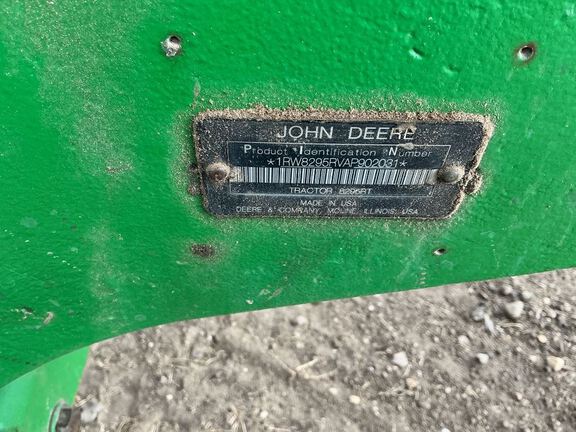 JOHN DEERE
Product Identification Number
*1RW8295RVAP902031*
TRACTOR 8295RT
MADE IN USA
DEERE & COMPANY, MOLINE, ILLINOIS, USA